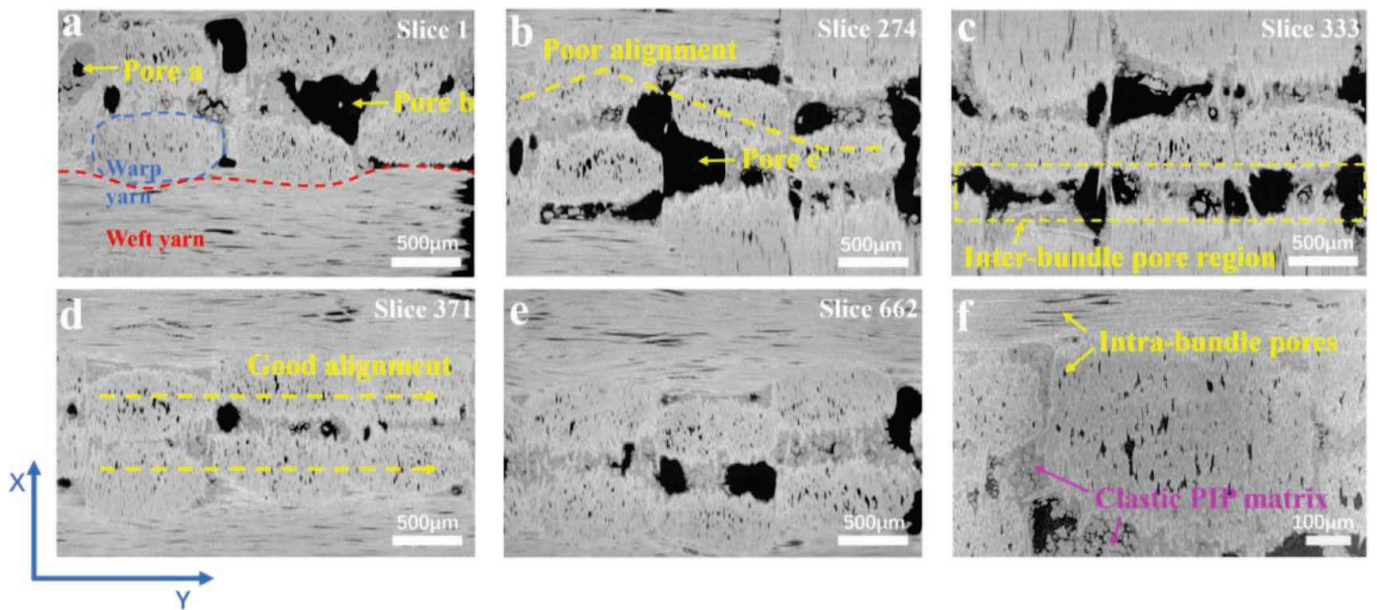 a
Slice 1
Pore a
Pore b
Warp
yarn
Weft yarn
500μm
b
Slice 274
Poor alignment
Pore c
500μm
c
Slice 333
Inter-bundle pore region
500μm
d
Slice 371
Good alignment
500μm
e
Slice 662
500μm
f
Intra-bundle pores
Clastic PIP matrix
100μm
X
Y